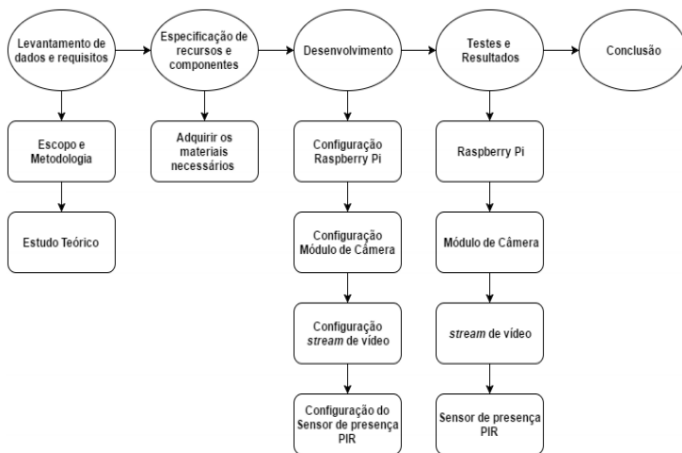 Levantamento de
dados e requisitos
Especificação de
recursos e
componentes
Desenvolvimento
Testes e
Resultados
Conclusão
Escopo e
Metodologia
Adquirir os
materiais
necessários
Configuração
Raspberry Pi
Raspberry Pi
Estudo Teórico
Configuração
Módulo de Câmera
Módulo de Câmera
Configuração
stream de vídeo
stream de vídeo
Configuração do
Sensor de presença
PIR
Sensor de presença
PIR